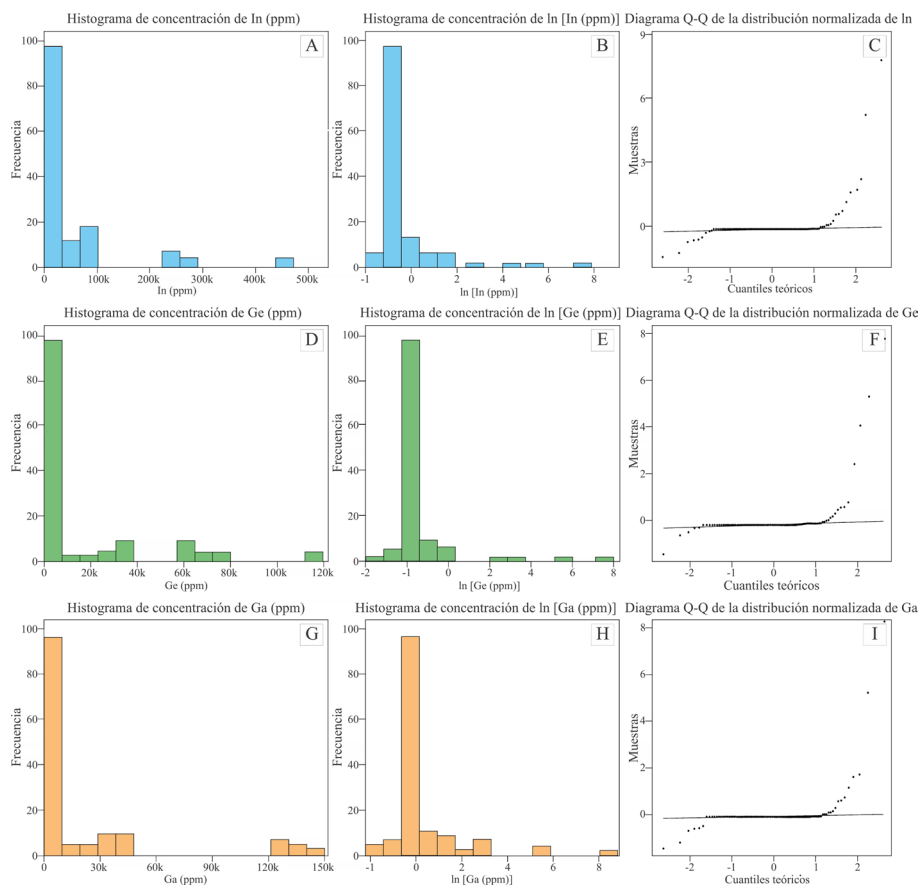 Histograma de concentración de In (ppm)
A
100
80
60
40
20
0
Frecuencia
0
100k
200k
300k
400k
500k
In (ppm)
Histograma de concentración de ln [In (ppm)]
B
100
80
60
40
20
0
Frecuencia
-1
0
2
4
6
8
ln [In (ppm)]
Diagrama Q-Q de la distribución normalizada de ln
C
9
6
3
0
Muestras
-2
-1
0
1
2
Cuantiles teóricos
Histograma de concentración de Ge (ppm)
D
100
80
60
40
20
0
Frecuencia
0
20k
40k
60k
80k
100k
120k
Ge (ppm)
Histograma de concentración de ln [Ge (ppm)]
E
100
80
60
40
20
0
Frecuencia
-2
-1
0
2
4
6
8
ln [Ge (ppm)]
Diagrama Q-Q de la distribución normalizada de Ge
F
8
6
4
2
0
Muestras
-2
-1
0
1
2
Cuantiles teóricos
Histograma de concentración de Ga (ppm)
G
100
80
60
40
20
0
Frecuencia
0
30k
60k
90k
120k
150k
Ga (ppm)
Histograma de concentración de ln [Ga (ppm)]
H
100
80
60
40
20
0
Frecuencia
-2
-1
0
2
4
6
8
ln [Ga (ppm)]
Diagrama Q-Q de la distribución normalizada de Ga
I
8
6
4
2
0
Muestras
-2
-1
0
1
2
Cuantiles teóricos